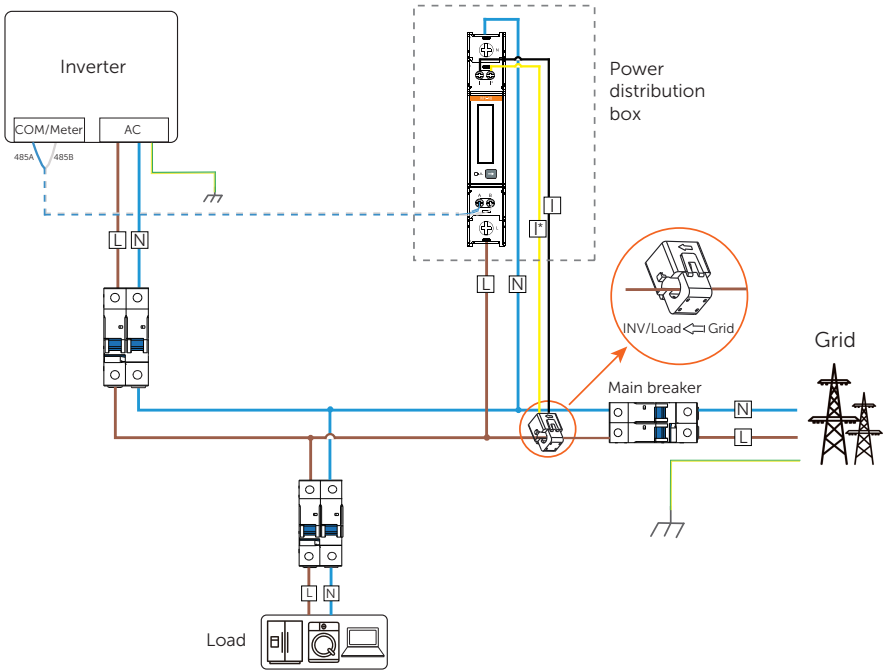 Inverter
COM/Meter
AC
485A
485B
L
N
Power
distribution
box
N
A
B
L
I
I*
L
N
INV/Load
Grid
Grid
Main breaker
N
L
L
N
Load